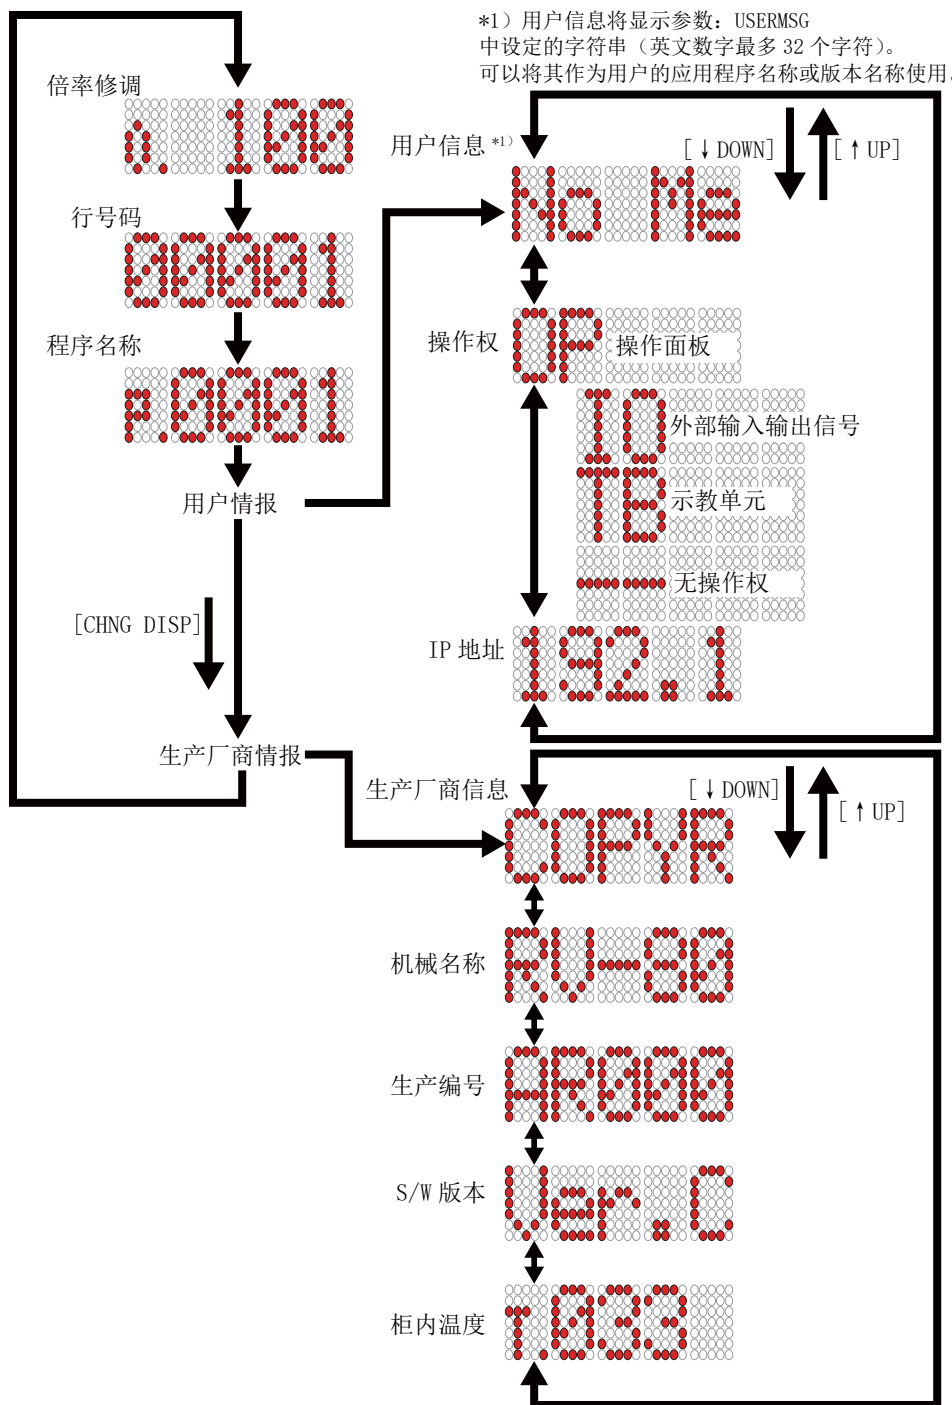 *1）用户信息将显示参数：USERMSG
中设定的字符串（英文数字最多 32 个字符）。
可以将其作为用户的应用程序名称或版本名称使用。
倍率修调
100
行号码
00001
程序名称
P.0001
用户情报
[CHNG DISP]
生产厂商情报
用户信息 *1）
[↓DOWN]
[↑UP]
No Me
操作权
OP
操作面板
IO
外部输入输出信号
TB
示教单元
--
无操作权
IP 地址
192.1
生产厂商信息
[↓DOWN]
[↑UP]
COPYR
机械名称
生产编号
S/W 版本
Ver.C
柜内温度